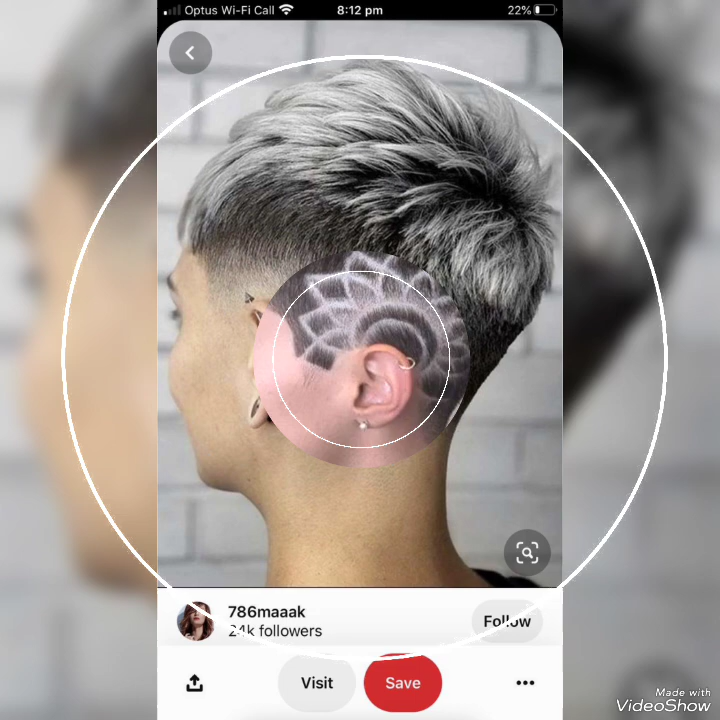 Optus Wi-Fi Call 8:12 pm 22%
786maaak
24k followers
Follow
Visit
Save
Made with
VideoShow